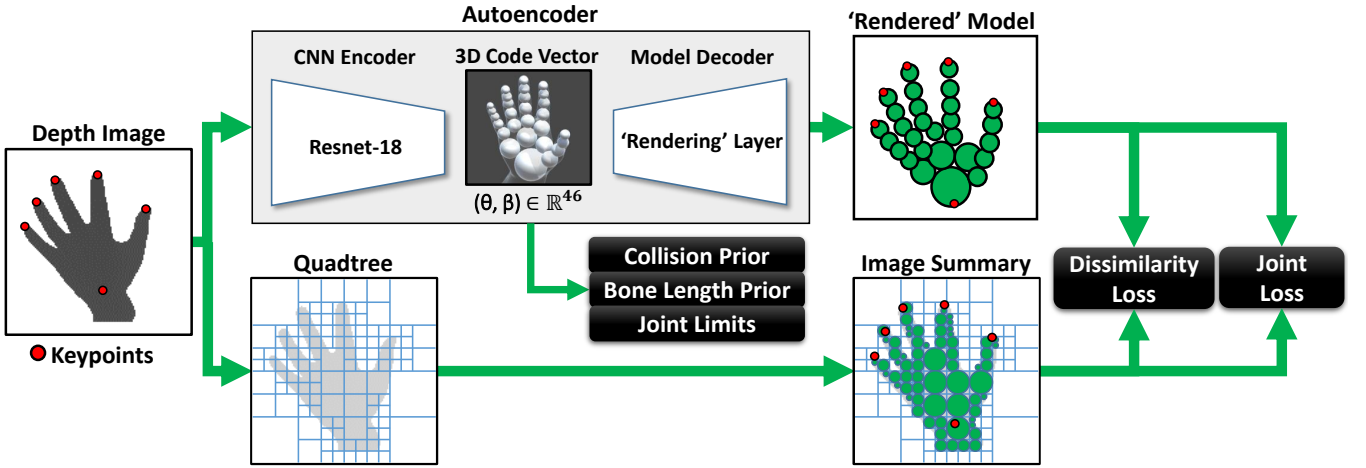 Autoencoder
CNN Encoder
3D Code Vector
Model Decoder
‘Rendered’ Model
Depth Image
Resnet-18
‘Rendering’ Layer
(θ, β) ∈ ℝ⁴⁶
Keypoints
Quadtree
Collision Prior
Bone Length Prior
Joint Limits
Image Summary
Dissimilarity
Loss
Joint
Loss